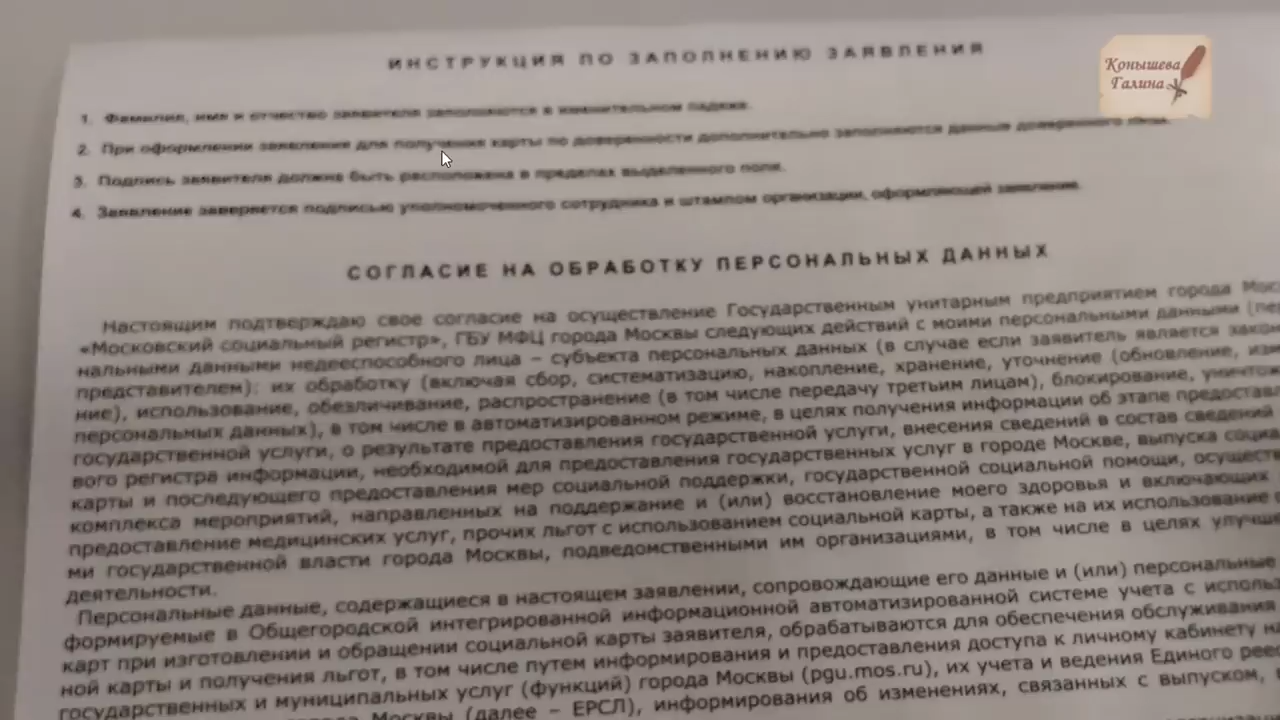 ИНСТРУКЦИЯ ПО ЗАПОЛНЕНИЮ ЗАЯВЛЕНИЯ
Конышева
Галина
1. Фамилия, имя и отчество заявителя заполняются в именительном падеже.
2. При оформлении заявления для получения карты по доверенности дополнительно заполняются данные доверенного лица.
3. Подпись заявителя должна быть расположена в пределах выделенного поля.
4. Заявление заверяется подписью уполномоченного сотрудника и штампом организации, оформляющей заявление.
СОГЛАСИЕ НА ОБРАБОТКУ ПЕРСОНАЛЬНЫХ ДАННЫХ
Настоящим подтверждаю свое согласие на осуществление Государственным унитарным предприятием города
«Московский социальный регистр», ГБУ МФЦ города Москвы следующих действий с моими персональными данными
нальными данными недееспособного лица – субъекта персональных данных (в случае если заявитель является
представителем): их обработку (включая сбор, систематизацию, накопление, хранение, уточнение (обновление,
ние), использование, обезличивание, распространение (в том числе передачу третьим лицам), блокирование,
персональных данных), в том числе в автоматизированном режиме, в целях получения информации об этапе
государственной услуги, о результате предоставления государственной услуги, внесения сведений в состав сведений
вого регистра информации, необходимой для предоставления государственных услуг в городе Москве, выпуска
карты и последующего предоставления мер социальной поддержки, государственной социальной помощи,
комплекса мероприятий, направленных на поддержание и (или) восстановление моего здоровья и включающих
предоставление медицинских услуг, прочих льгот с использованием социальной карты, а также на их использование
ми государственной власти города Москвы, подведомственными им организациями, в том числе в целях
деятельности.
Персональные данные, содержащиеся в настоящем заявлении, сопровождающие его данные и (или) персональные
формируемые в Общегородской интегрированной информационной автоматизированной системе учета с
карт при изготовлении и обращении социальной карты заявителя, обрабатываются для обеспечения обслуживания
ной карты и получения льгот, в том числе путем информирования и предоставления доступа к личному кабинету
государственных и муниципальных услуг (функций) города Москвы (pgu.mos.ru), их учета и ведения Единого
Москвы (далее – ЕРСЛ), информирования об изменениях, связанных с выпуском,